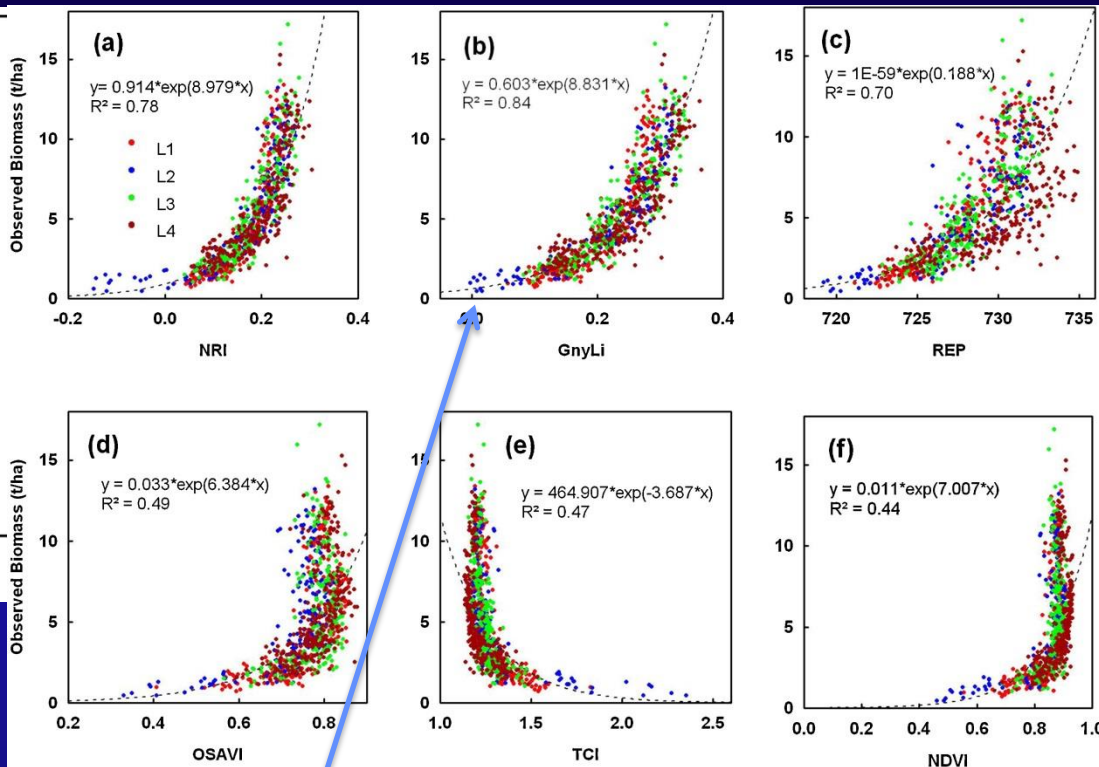 (a)
y= 0.914*exp(8.979*x)
R² = 0.78
L1
L2
L3
L4
Observed Biomass (t/ha)
15
10
5
0
-0.2 0.0 0.2 0.4
NRI
(b)
y = 0.603*exp(8.831*x)
R² = 0.84
0.0 0.2 0.4
GnyLi
(c)
y = 1E-59*exp(0.188*x)
R² = 0.70
15
10
5
0
720 725 730 735
REP
(d)
y = 0.033*exp(6.384*x)
R² = 0.49
Observed Biomass (t/ha)
15
10
5
0
0.2 0.4 0.6 0.8
OSAVI
(e)
y = 464.907*exp(-3.687*x)
R² = 0.47
15
10
5
0
1.0 1.5 2.0 2.5
TCI
(f)
y = 0.011*exp(7.007*x)
R² = 0.44
15
10
5
0
0.0 0.2 0.4 0.6 0.8 1.0
NDVI